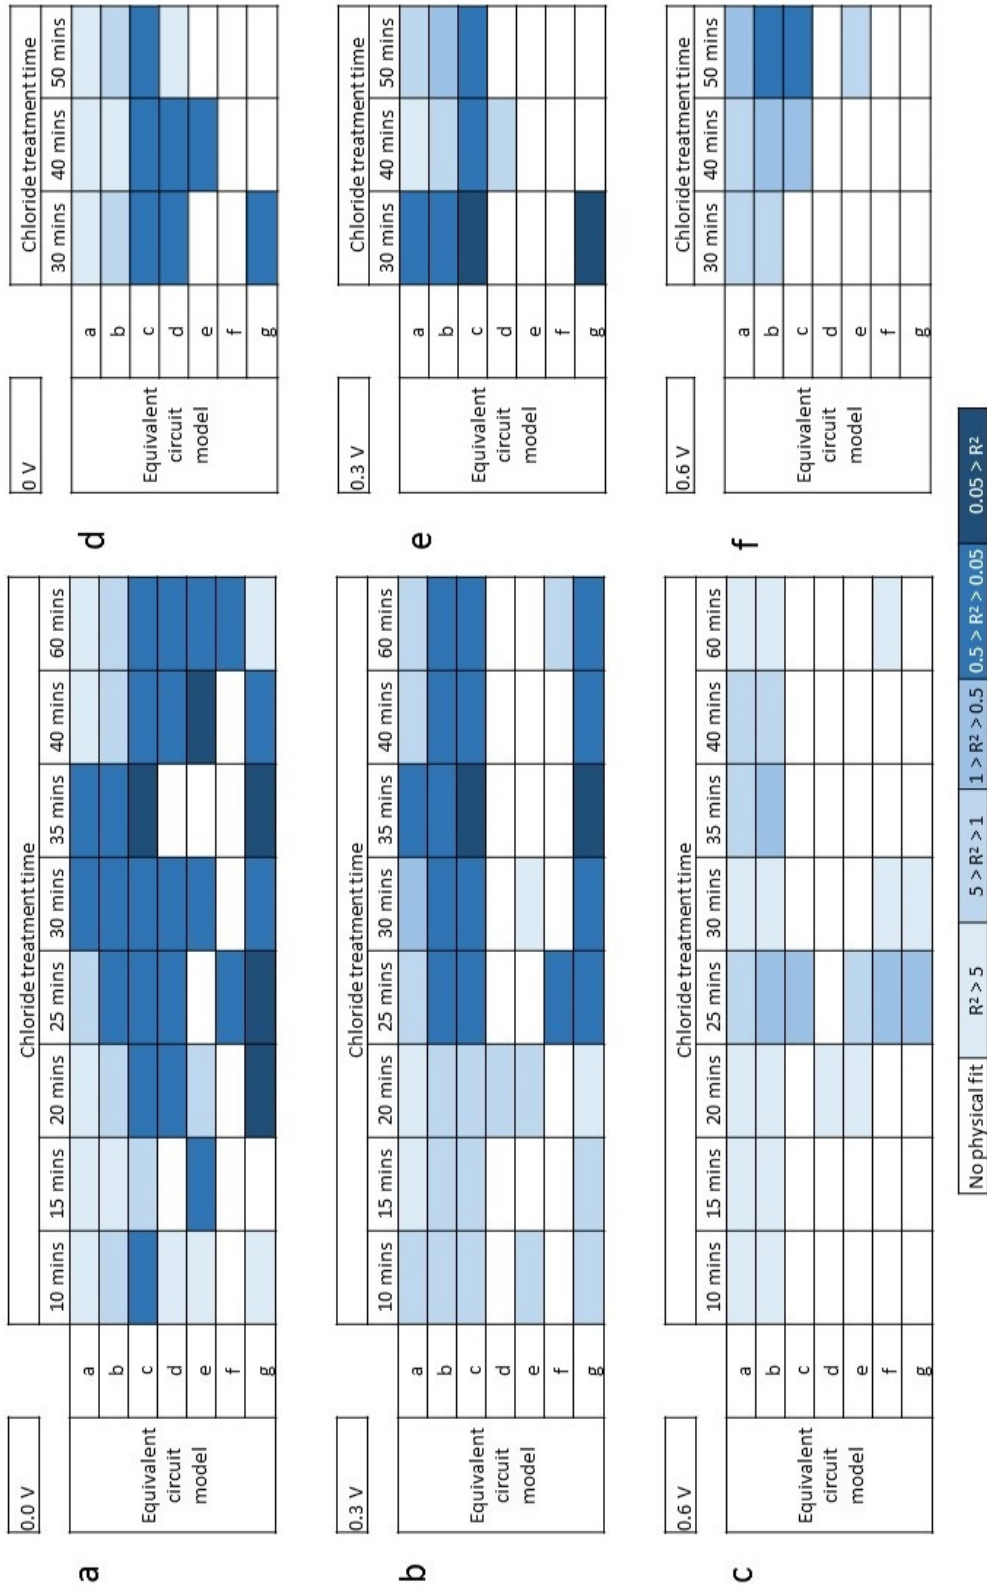 a
0.0 V
Chloride treatment time
10 mins 15 mins 20 mins 25 mins 30 mins 35 mins 40 mins 60 mins
Equivalent
circuit
model
a
b
c
d
e
f
g
b
0.3 V
Chloride treatment time
10 mins 15 mins 20 mins 25 mins 30 mins 35 mins 40 mins 60 mins
Equivalent
circuit
model
a
b
c
d
e
f
g
c
0.6 V
Chloride treatment time
10 mins 15 mins 20 mins 25 mins 30 mins 35 mins 40 mins 60 mins
Equivalent
circuit
model
a
b
c
d
e
f
g
d
0 V
Chloride treatment time
30 mins 40 mins 50 mins
Equivalent
circuit
model
a
b
c
d
e
f
g
e
0.3 V
Chloride treatment time
30 mins 40 mins 50 mins
Equivalent
circuit
model
a
b
c
d
e
f
g
f
0.6 V
Chloride treatment time
30 mins 40 mins 50 mins
Equivalent
circuit
model
a
b
c
d
e
f
g
No physical fit R² > 5 5 > R² > 1 1 > R² > 0.5 0.5 > R² > 0.05 0.05 > R²